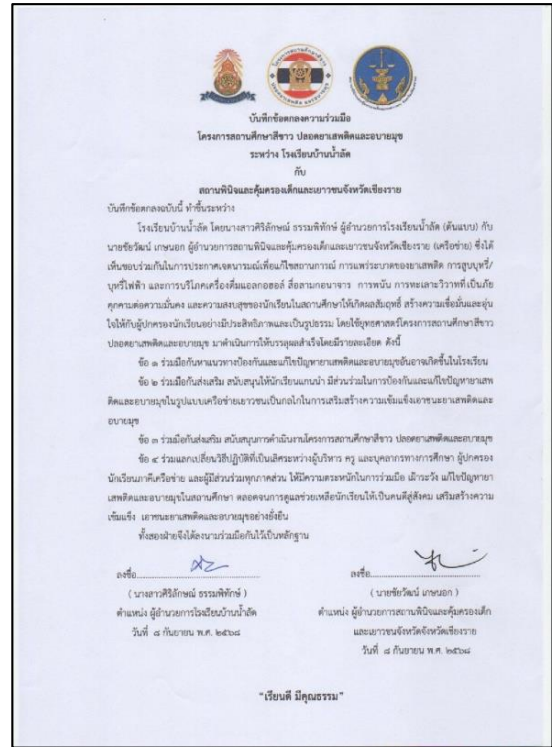 บันทึกข้อตกลงความร่วมมือ
โครงการสถานศึกษาสีขาว ปลอดยาเสพติดและอบายมุข
ระหว่าง โรงเรียนบ้านน้ำลัด
กับ
สถานพินิจและคุ้มครองเด็กและเยาวชนจังหวัดเชียงราย
บันทึกข้อตกลงฉบับนี้ ทำขึ้นระหว่าง
โรงเรียนบ้านน้ำลัด โดยนางสาวศิริลักษณ์ ธรรมพิทักษ์ ผู้อำนวยการโรงเรียนน้ำลัด (ต้นแบบ) กับ
นายชัยวัฒน์ เกษนอก ผู้อำนวยการสถานพินิจและคุ้มครองเด็กและเยาวชนจังหวัดเชียงราย (เครือข่าย) ซึ่งได้
เห็นชอบร่วมกันในการประกาศเจตนารมณ์เพื่อแก้ไขสถานการณ์ การแพร่ระบาดของยาเสพติด การสูบบุหรี่/
บุหรี่ไฟฟ้า และการบริโภคเครื่องดื่มแอลกอฮอล์ สื่อลามกอนาจาร การพนัน การทะเลาะวิวาทที่เป็นภัย
คุกคามต่อความมั่นคง และความสงบสุขของนักเรียนในสถานศึกษาให้เกิดผลสัมฤทธิ์ สร้างความเชื่อมั่นและอุ่น
ใจให้กับผู้ปกครองนักเรียนอย่างมีประสิทธิภาพและเป็นรูปธรรม โดยใช้ยุทธศาสตร์โครงการสถานศึกษาสีขาว
ปลอดยาเสพติดและอบายมุข มาดำเนินการให้บรรลุผลสำเร็จโดยมีรายละเอียด ดังนี้
ข้อ ๑ ร่วมมือกันหาแนวทางป้องกันและแก้ไขปัญหายาเสพติดและอบายมุขอันอาจเกิดขึ้นในโรงเรียน
ข้อ ๒ ร่วมมือกันส่งเสริม สนับสนุนให้นักเรียนแกนนำ มีส่วนร่วมในการป้องกันและแก้ไขปัญหายาเสพ
ติดและอบายมุขในรูปแบบเครือข่ายเยาวชนเป็นกลไกในการเสริมสร้างความเข้มแข็งเอาชนะยาเสพติดและ
อบายมุข
ข้อ ๓ ร่วมมือกันส่งเสริม สนับสนุนการดำเนินงานโครงการสถานศึกษาสีขาว ปลอดยาเสพติดและอบายมุข
ข้อ ๔ ร่วมแลกเปลี่ยนวิธีปฏิบัติที่เป็นเลิศระหว่างผู้บริหาร ครู และบุคลากรทางการศึกษา ผู้ปกครอง
นักเรียนภาคีเครือข่าย และผู้มีส่วนร่วมทุกภาคส่วน ให้มีความตระหนักในการร่วมมือ เฝ้าระวัง แก้ไขปัญหายา
เสพติดและอบายมุขในสถานศึกษา ตลอดจนการดูแลช่วยเหลือนักเรียนให้เป็นคนดีสู่สังคม เสริมสร้างความ
เข้มแข็ง เอาชนะยาเสพติดและอบายมุขอย่างยั่งยืน
ทั้งสองฝ่ายจึงได้ลงนามร่วมมือกันไว้เป็นหลักฐาน
ลงชื่อ
( นางสาวศิริลักษณ์ ธรรมพิทักษ์ )
ตำแหน่ง ผู้อำนวยการโรงเรียนบ้านน้ำลัด
วันที่ ๘ กันยายน พ.ศ. ๒๕๖๘
ลงชื่อ
( นายชัยวัฒน์ เกษนอก )
ตำแหน่ง ผู้อำนวยการสถานพินิจและคุ้มครองเด็ก
และเยาวชนจังหวัดจังหวัดเชียงราย
วันที่ ๘ กันยายน พ.ศ. ๒๕๖๘
"เรียนดี มีคุณธรรม"